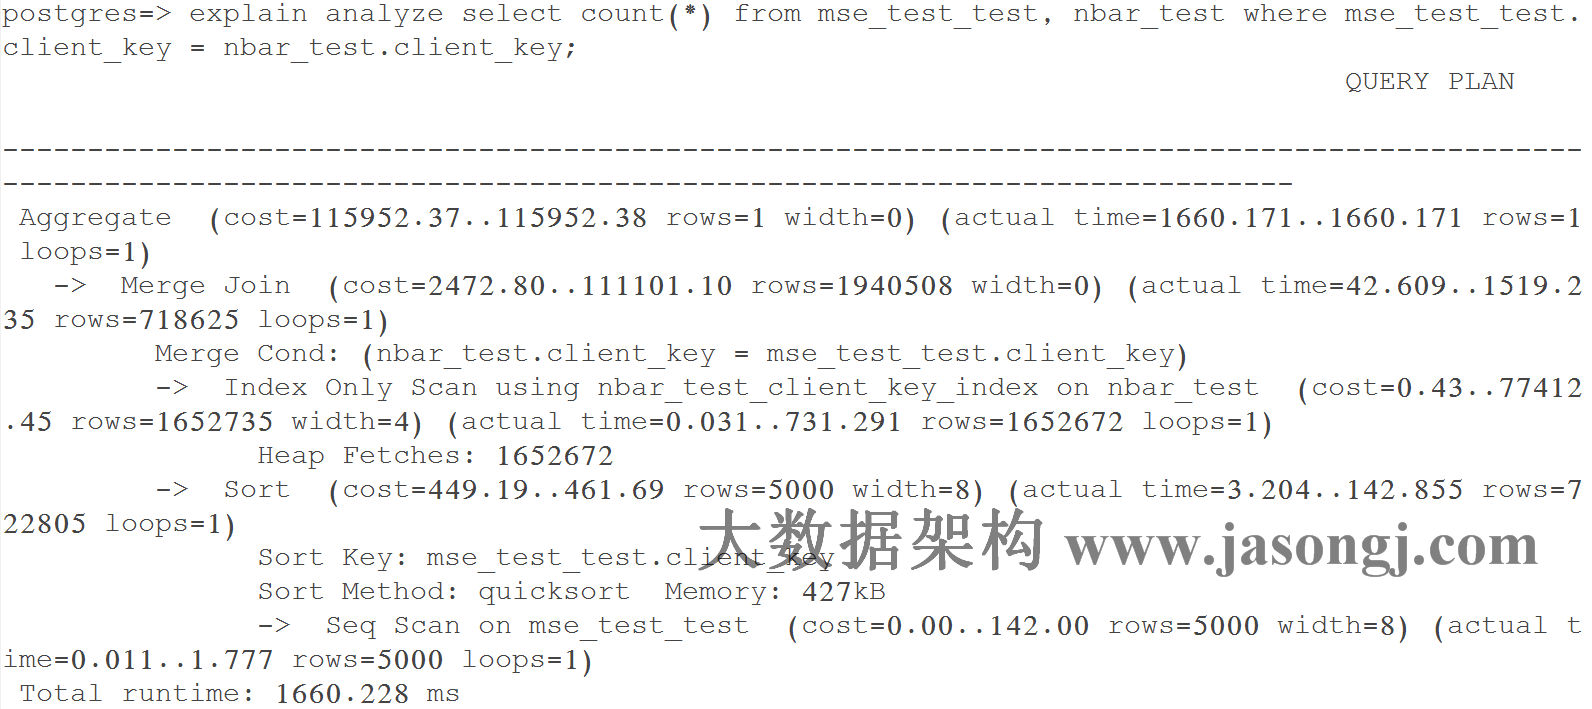 postgres=> explain analyze select count(*) from mse_test_test, nbar_test where mse_test_test.
client_key = nbar_test.client_key;
QUERY PLAN
---------------------------------------------------------------------------------------------
----------------------------------------------------------------------------
Aggregate  (cost=115952.37..115952.38 rows=1 width=0) (actual time=1660.171..1660.171 rows=1
loops=1)
->  Merge Join  (cost=2472.80..111101.10 rows=1940508 width=0) (actual time=42.609..1519.2
35 rows=718625 loops=1)
Merge Cond: (nbar_test.client_key = mse_test_test.client_key)
->  Index Only Scan using nbar_test_client_key_index on nbar_test  (cost=0.43..77412
.45 rows=1652735 width=4) (actual time=0.031..731.291 rows=1652672 loops=1)
Heap Fetches: 1652672
->  Sort  (cost=449.19..461.69 rows=5000 width=8) (actual time=3.204..142.855 rows=7
22805 loops=1)
大数据架构 www.jasongj.com
Sort Key: mse_test_test.client_key
Sort Method: quicksort  Memory: 427kB
->  Seq Scan on mse_test_test  (cost=0.00..142.00 rows=5000 width=8) (actual t
ime=0.011..1.777 rows=5000 loops=1)
Total runtime: 1660.228 ms